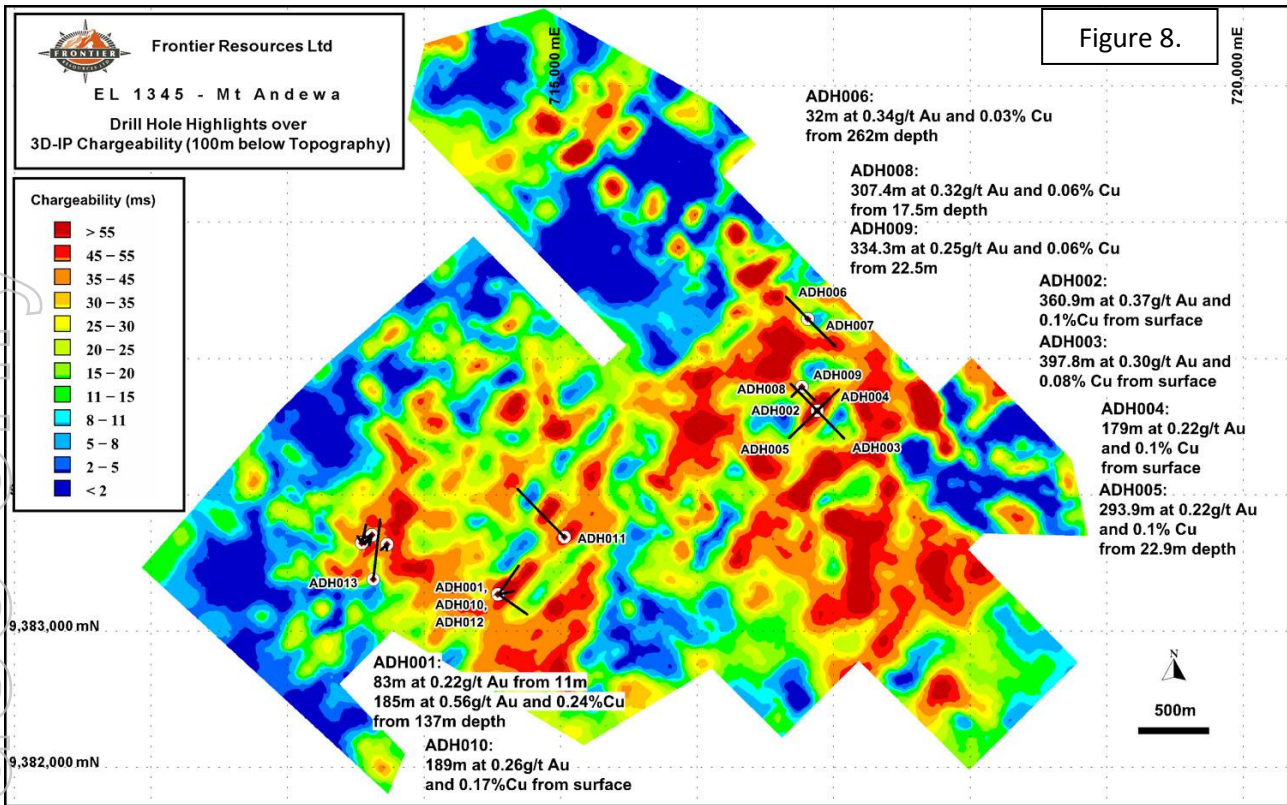 Figure 8.
FRONTIER
RESOURCES LTD
Frontier Resources Ltd
EL 1345 - Mt Andewa
Drill Hole Highlights over
3D-IP Chargeability (100m below Topography)
715,000 mE
720,000 mE
Chargeability (ms)
> 55
45 – 55
35 – 45
30 – 35
25 – 30
20 – 25
15 – 20
11 – 15
8 – 11
5 – 8
2 – 5
< 2
ADH006:
32m at 0.34g/t Au and 0.03% Cu
from 262m depth
ADH008:
307.4m at 0.32g/t Au and 0.06% Cu
from 17.5m depth
ADH009:
334.3m at 0.25g/t Au and 0.06% Cu
from 22.5m
ADH002:
360.9m at 0.37g/t Au and
0.1%Cu from surface
ADH003:
397.8m at 0.30g/t Au and
0.08% Cu from surface
ADH004:
179m at 0.22g/t Au
and 0.1% Cu
from surface
ADH005:
293.9m at 0.22g/t Au
and 0.1% Cu
from 22.9m depth
ADH006
ADH007
ADH009
ADH008
ADH004
ADH002
ADH005
ADH003
ADH011
ADH013
ADH001,
ADH010,
ADH012
9,383,000 mN
ADH001:
83m at 0.22g/t Au from 11m
185m at 0.56g/t Au and 0.24%Cu
from 137m depth
ADH010:
189m at 0.26g/t Au
and 0.17%Cu from surface
9,382,000 mN
N
500m